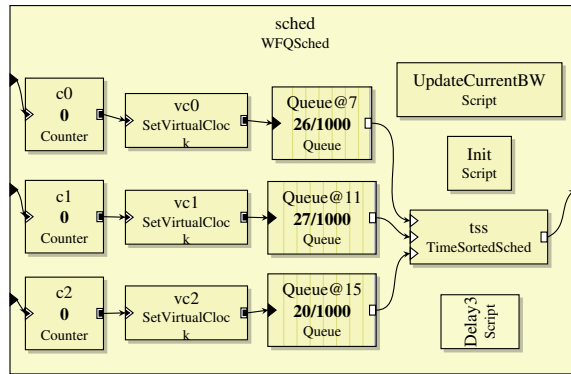 sched
WFQSched
c0
0
Counter
vc0
SetVirtualCloc
k
Queue@7
26/1000
Queue
UpdateCurrentBW
Script
Init
Script
c1
0
Counter
vc1
SetVirtualCloc
k
Queue@11
27/1000
Queue
tss
TimeSortedSched
c2
0
Counter
vc2
SetVirtualCloc
k
Queue@15
20/1000
Queue
Delay3
Script